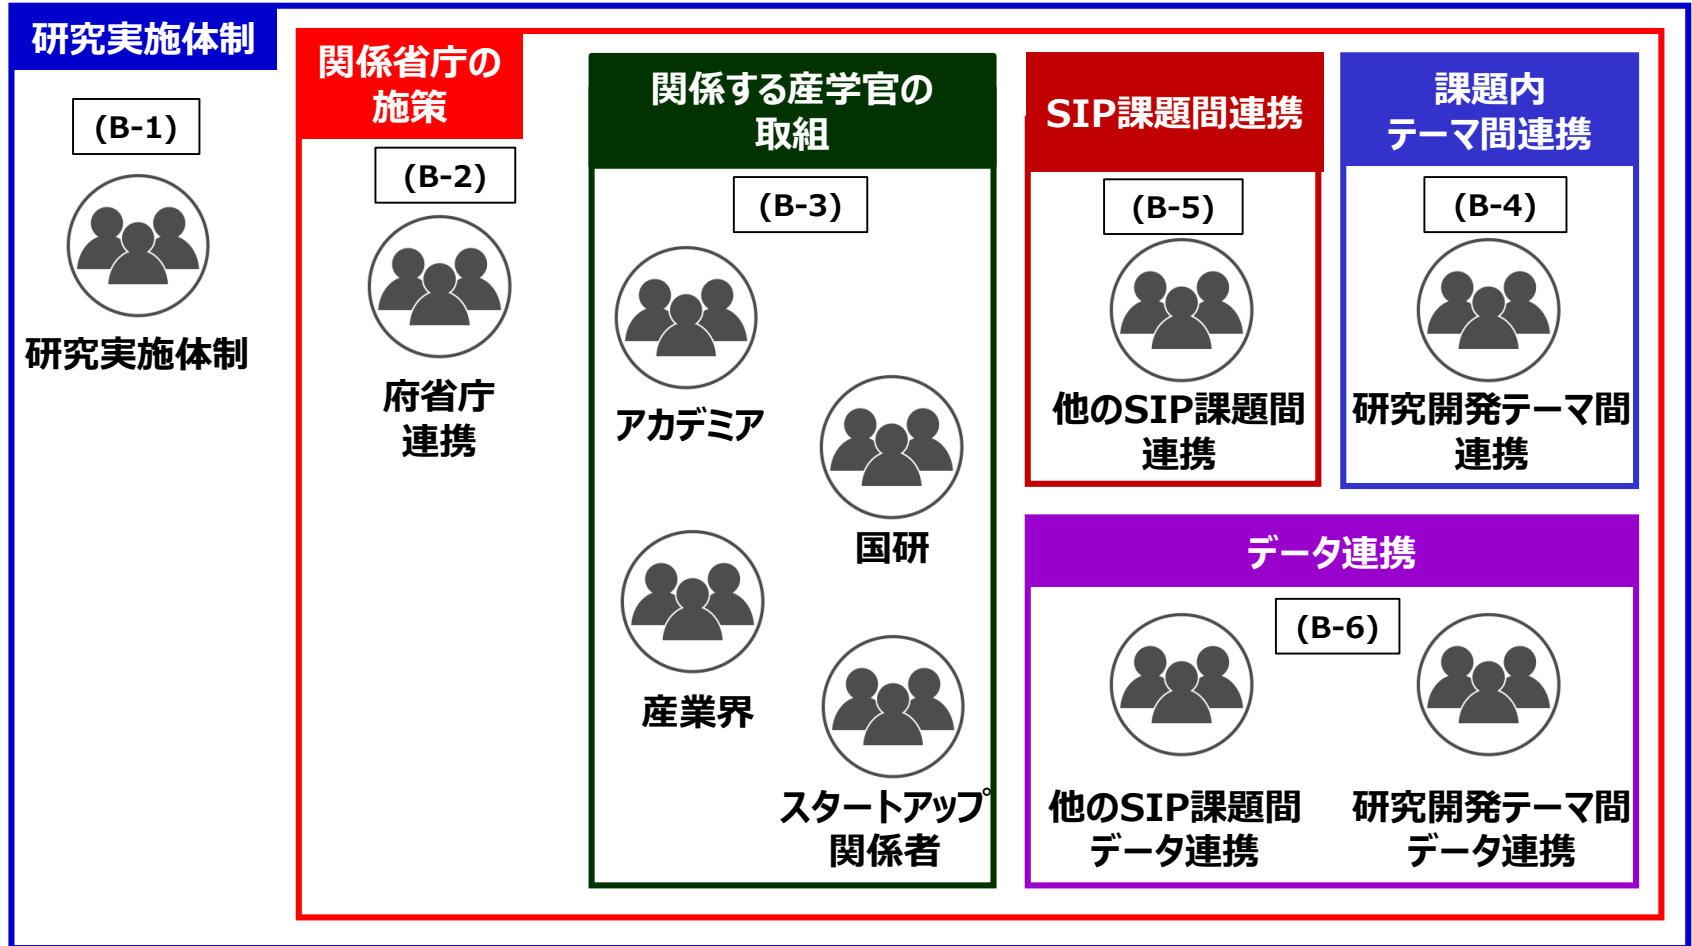 研究実施体制
(B-1)
研究実施体制
関係省庁の
施策
(B-2)
府省庁
連携
関係する産学官の
取組
(B-3)
アカデミア
国研
産業界
スタートアップ
関係者
SIP課題間連携
(B-5)
他のSIP課題間
連携
課題内
テーマ間連携
(B-4)
研究開発テーマ間
連携
データ連携
(B-6)
他のSIP課題間
データ連携
研究開発テーマ間
データ連携